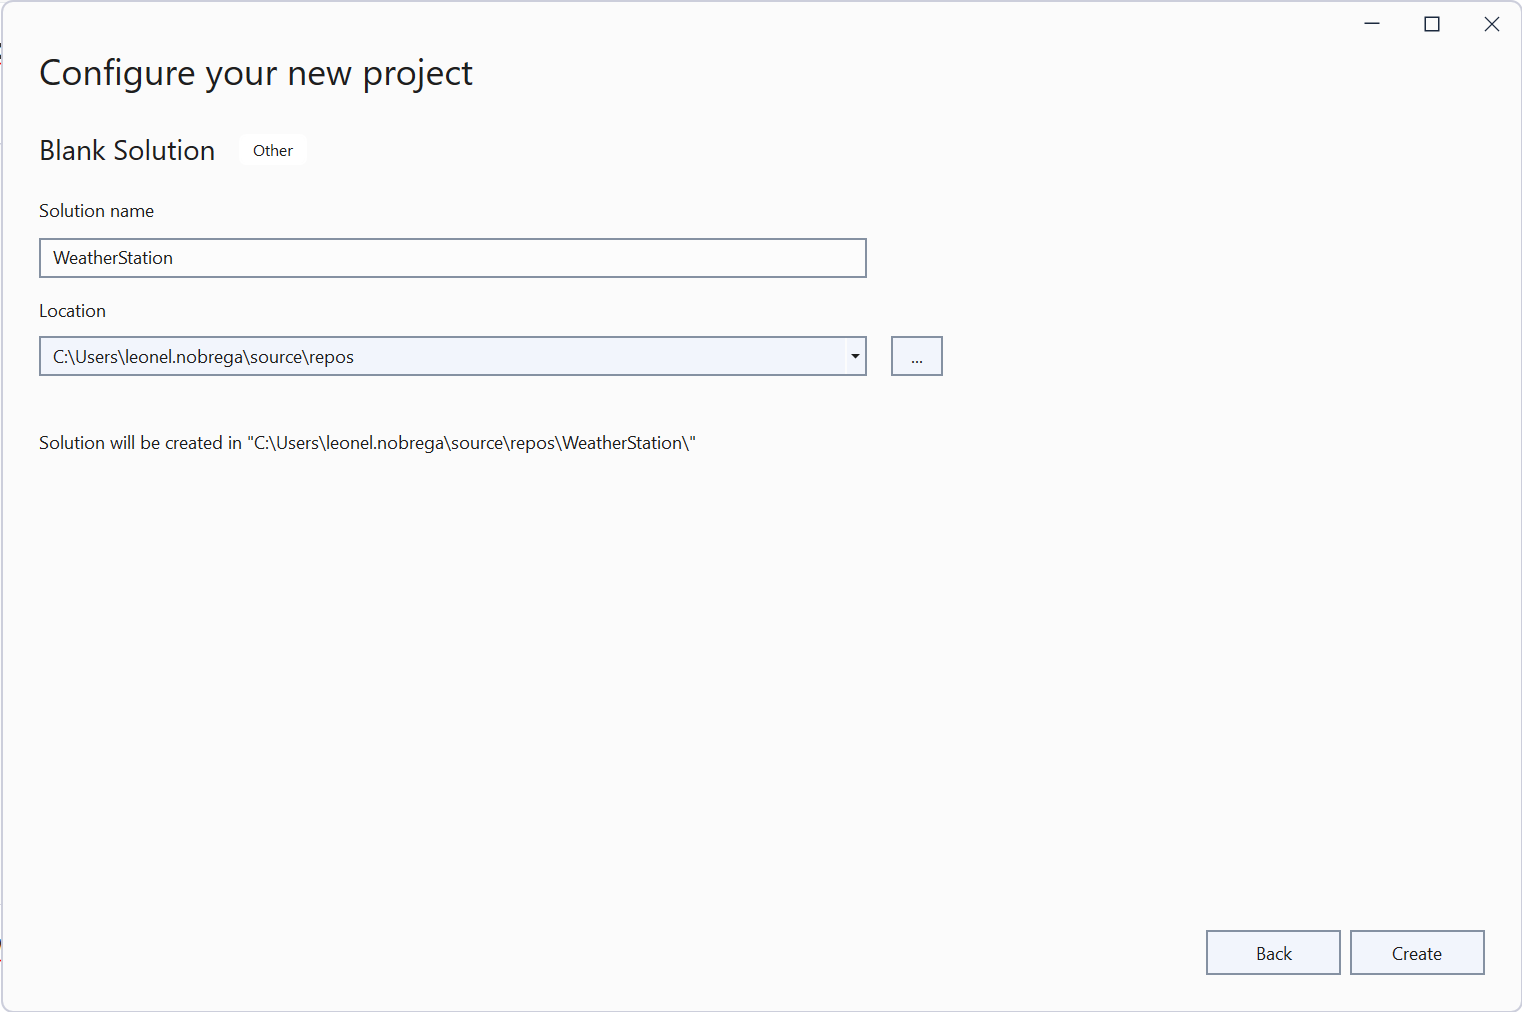 Configure your new project
Blank Solution Other
Solution name
WeatherStation
Location
C:\Users\leonel.nobrega\source\repos
...
Solution will be created in "C:\Users\leonel.nobrega\source\repos\WeatherStation\"
Back Create